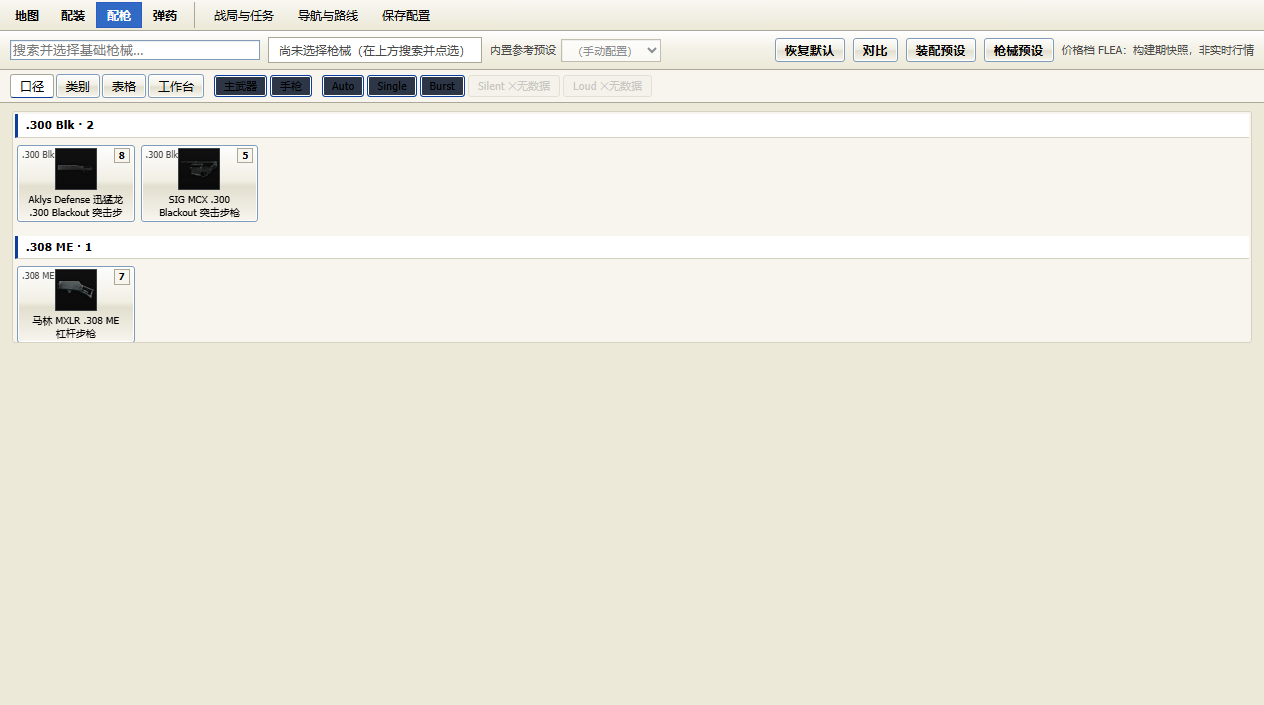 地图 配装 配枪 弹药 战局与任务 导航与路线 保存配置
搜索并选择基础枪械... 尚未选择枪械（在上方搜索并点选） 内置参考预设 (手动配置) 恢复默认 对比 装配预设 枪械预设 价格档 FLEA：构建期快照，非实时行情
口径 类别 表格 工作台 主武器 手枪 Auto Single Burst Silent ×无数据 Loud ×无数据
.300 Blk · 2
.300 Blk 8 .300 Blk 5
Aklys Defense 迅猛龙 SIG MCX .300
.300 Blackout 突击步 Blackout 突击步枪
.308 ME · 1
.308 ME 7
马林 MXLR .308 ME
杠杆步枪